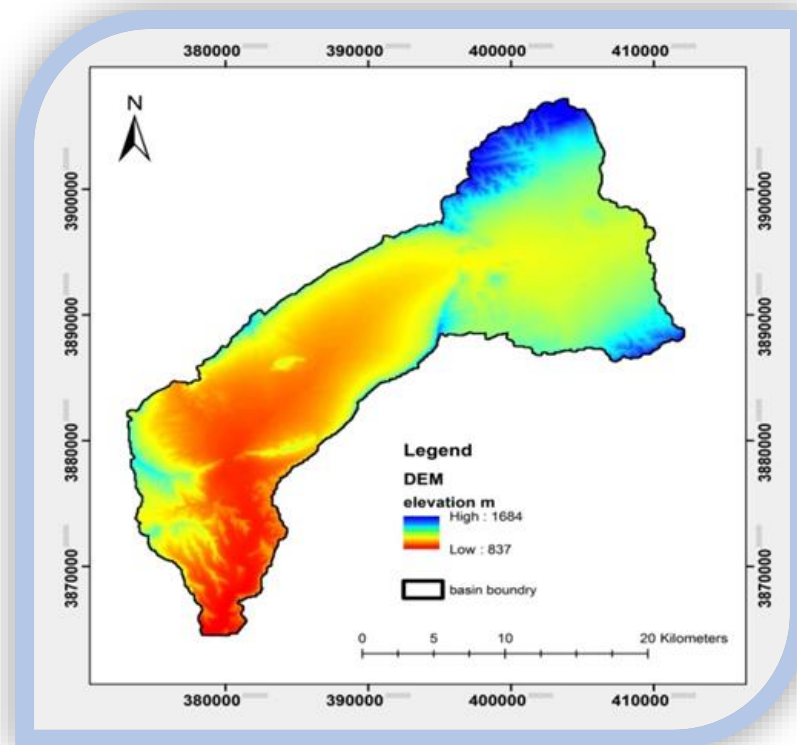 380000 390000 400000 410000
N
3900000 3900000
3890000 3890000
3880000 3880000
3870000 3870000
Legend
DEM
elevation m
High : 1684
Low : 837
basin boundry
0 5 10 20 Kilometers
380000 390000 400000 410000